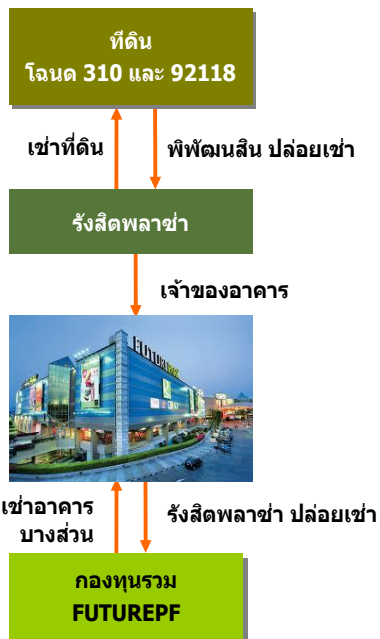 ที่ดิน
โฉนด 310 และ 92118
เช่าที่ดิน
พิพัฒนสิน ปล่อยเช่า
รังสิตพลาซ่า
เจ้าของอาคาร
FUTURE PARK
เช่าอาคาร
บางส่วน
รังสิตพลาซ่า ปล่อยเช่า
กองทุนรวม
FUTUREPF